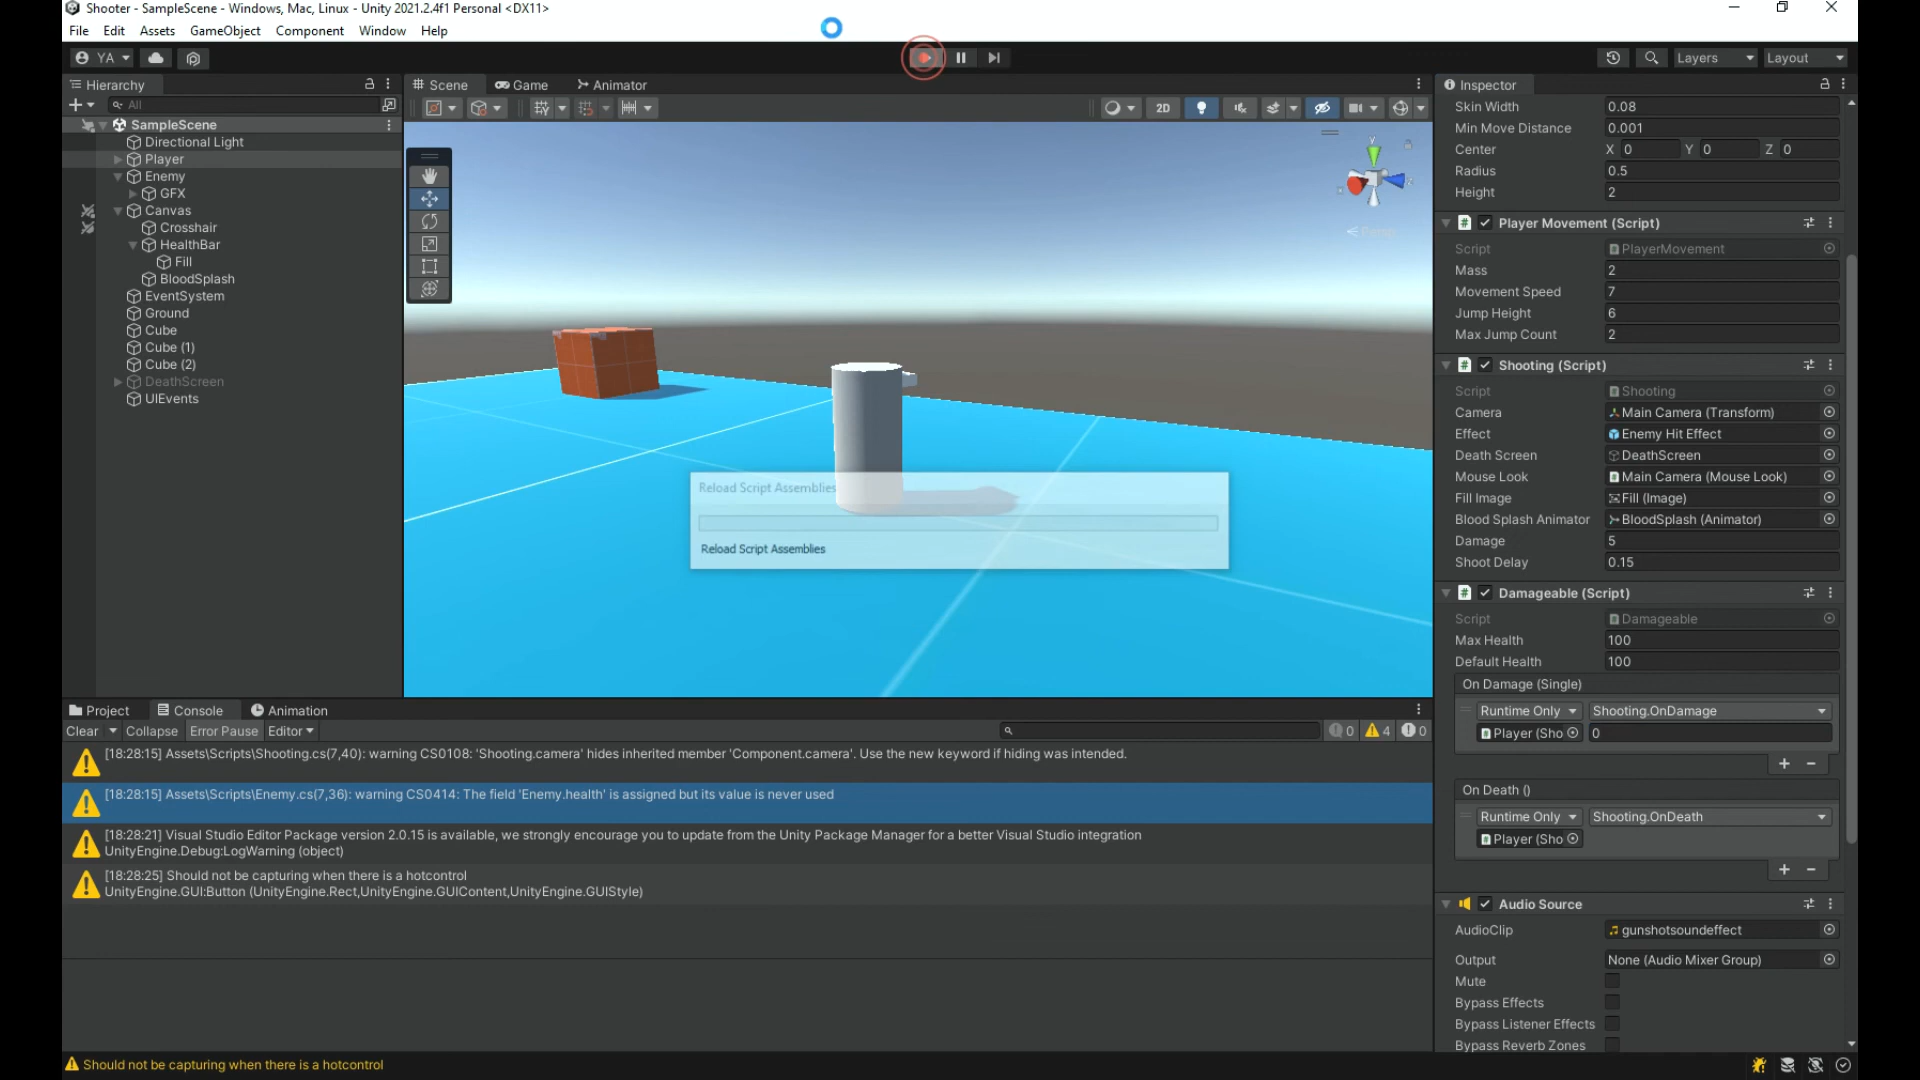 Shooter - SampleScene - Windows, Mac, Linux - Unity 2021.2.4f1 Personal <DX11>
File Edit Assets GameObject Component Window Help
YA
Layers Layout
Hierarchy
All
SampleScene
Directional Light
Player
Enemy
GFX
Canvas
Crosshair
HealthBar
Fill
BloodSplash
EventSystem
Ground
Cube
Cube (1)
Cube (2)
DeathScreen
UIEvents
Scene Game Animator
2D
y
Persp
Reload Script Assemblies
Reload Script Assemblies
Inspector
Skin Width 0.08
Min Move Distance 0.001
Center X 0 Y 0 Z 0
Radius 0.5
Height 2
Player Movement (Script)
Script PlayerMovement
Mass 2
Movement Speed 7
Jump Height 6
Max Jump Count 2
Shooting (Script)
Script Shooting
Camera Main Camera (Transform)
Effect Enemy Hit Effect
Death Screen DeathScreen
Mouse Look Main Camera (Mouse Look)
Fill Image Fill (Image)
Blood Splash Animator BloodSplash (Animator)
Damage 5
Shoot Delay 0.15
Damageable (Script)
Script Damageable
Max Health 100
Default Health 100
On Damage (Single)
Runtime Only Shooting.OnDamage
Player (Sho 0
+ −
On Death ()
Runtime Only Shooting.OnDeath
Player (Sho
+ −
Audio Source
AudioClip gunshotsoundeffect
Output None (Audio Mixer Group)
Mute
Bypass Effects
Bypass Listener Effects
Bypass Reverb Zones
Project Console Animation
Clear Collapse Error Pause Editor
0 4 0
[18:28:15] Assets\Scripts\Shooting.cs(7,40): warning CS0108: 'Shooting.camera' hides inherited member 'Component.camera'. Use the new keyword if hiding was intended.
[18:28:15] Assets\Scripts\Enemy.cs(7,36): warning CS0414: The field 'Enemy.health' is assigned but its value is never used
[18:28:21] Visual Studio Editor Package version 2.0.15 is available, we strongly encourage you to update from the Unity Package Manager for a better Visual Studio integration
UnityEngine.Debug:LogWarning (object)
[18:28:25] Should not be capturing when there is a hotcontrol
UnityEngine.GUI:Button (UnityEngine.Rect,UnityEngine.GUIContent,UnityEngine.GUIStyle)
Should not be capturing when there is a hotcontrol